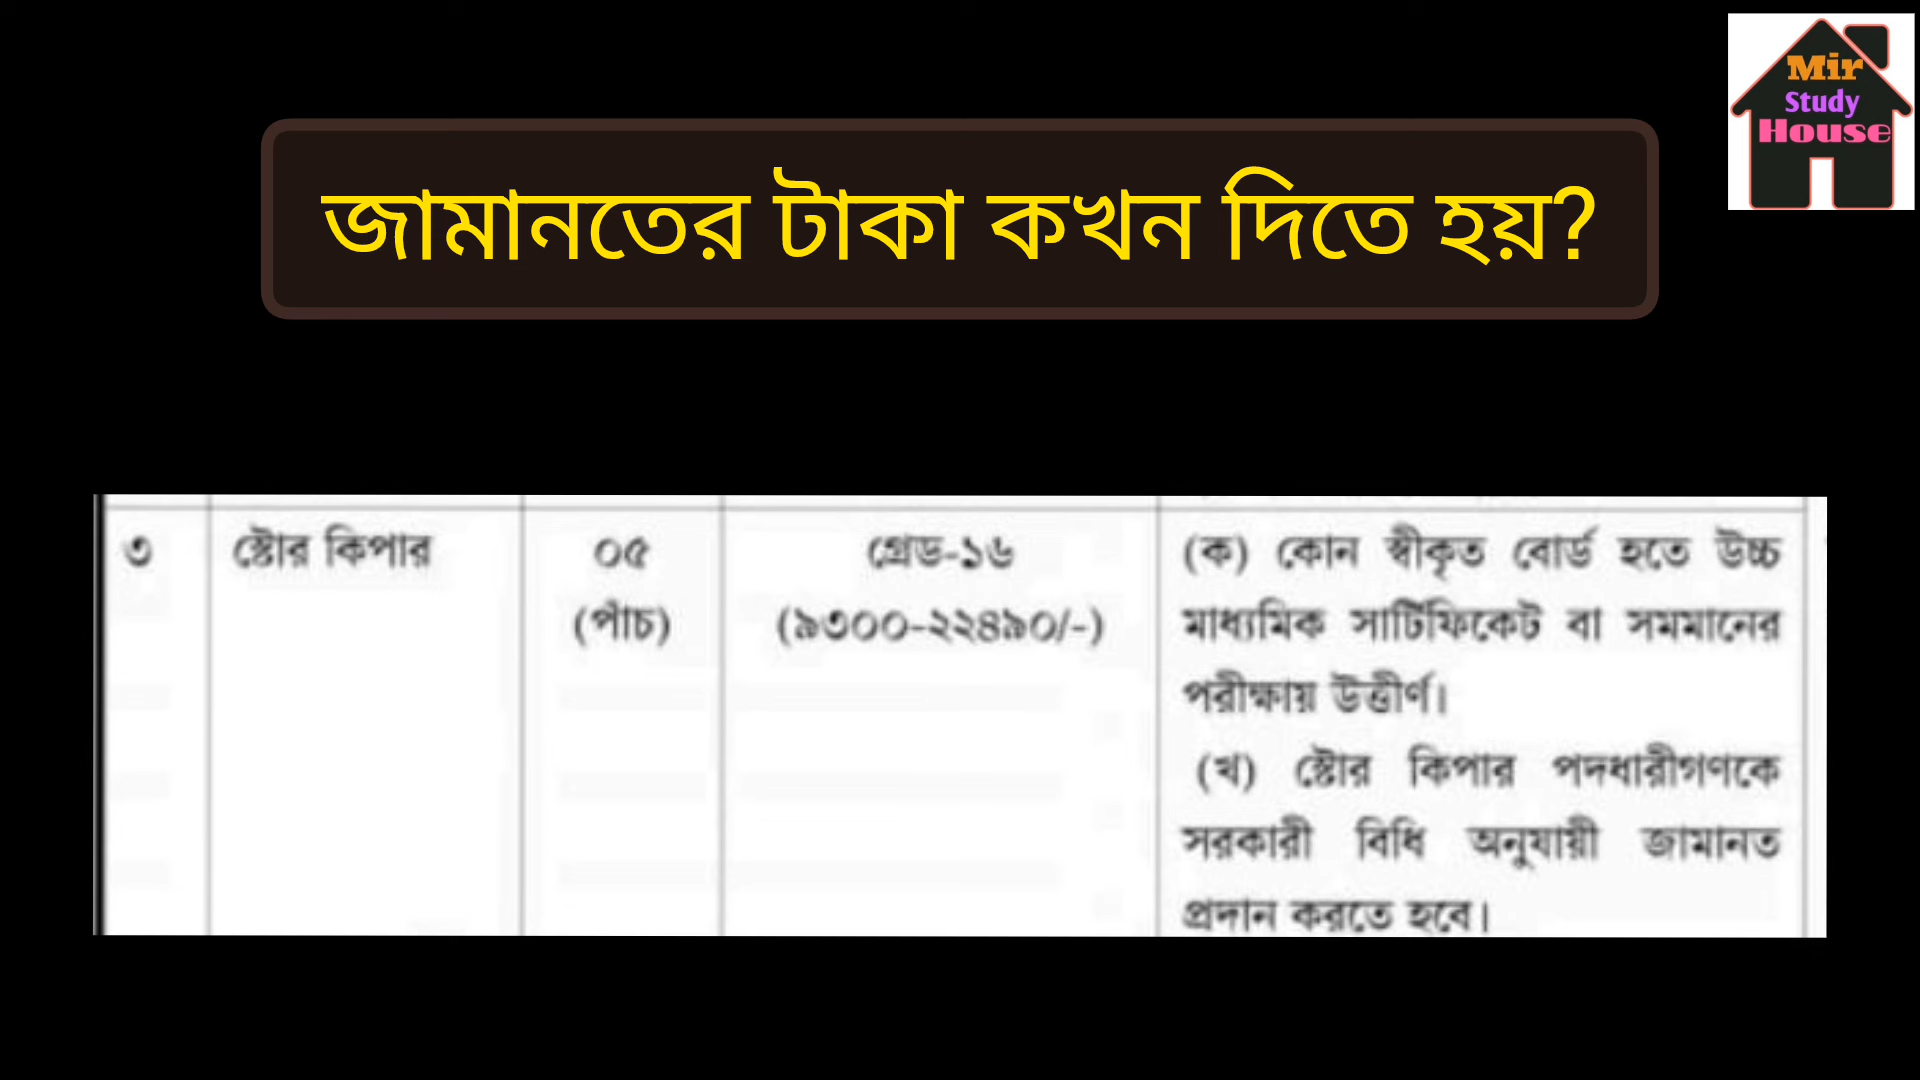 Mir
Study
House
জামানতের টাকা কখন দিতে হয়?
৩ স্টোর কিপার ০৫ গ্রেড-১৬ (ক) কোন স্বীকৃত বোর্ড হতে উচ্চ
(পাঁচ) (৯৩০০-২২৪৯০/-) মাধ্যমিক সার্টিফিকেট বা সমমানের
পরীক্ষায় উত্তীর্ণ।
(খ) স্টোর কিপার পদধারীগণকে
সরকারী বিধি অনুযায়ী জামানত
প্রদান করতে হবে।